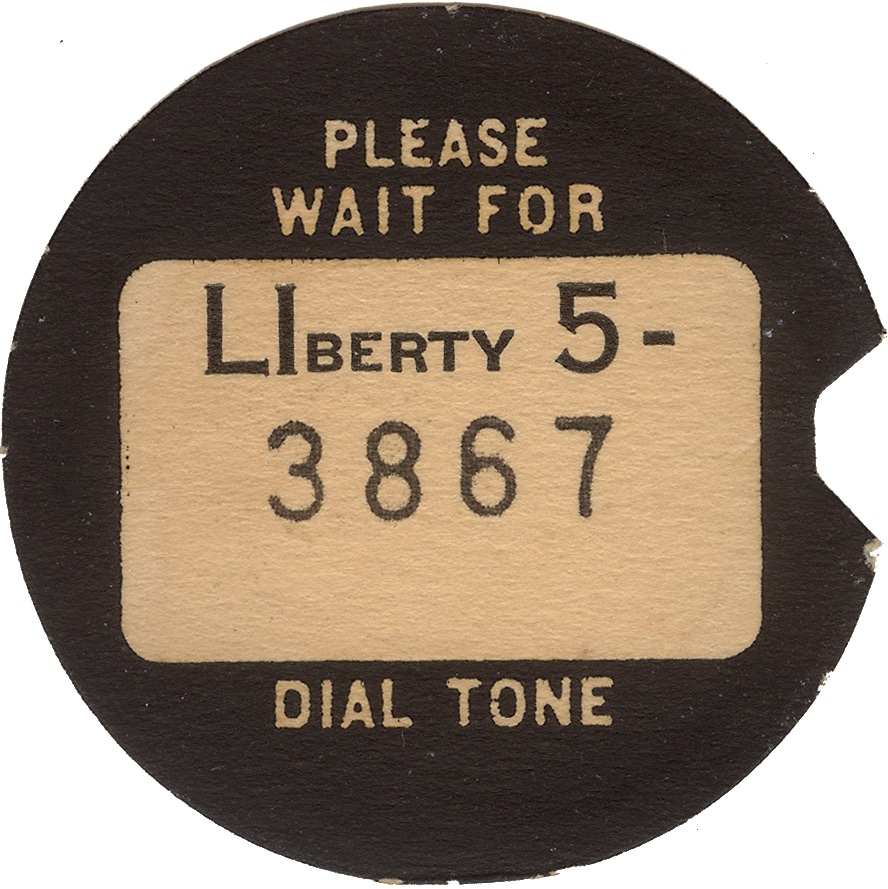 PLEASE
WAIT FOR
LIBERTY 5-
3867
DIAL TONE